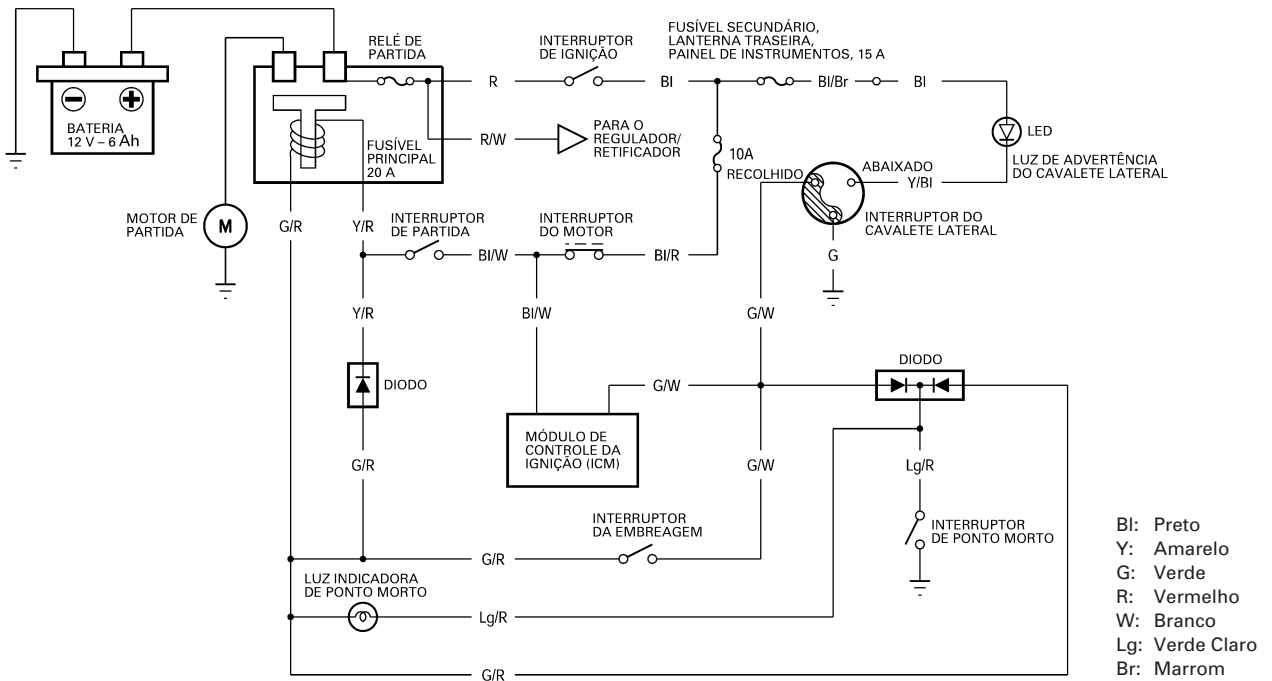 RELÉ DE
PARTIDA
INTERRUPTOR
DE IGNIÇÃO
FUSÍVEL SECUNDÁRIO,
LANTERNA TRASEIRA,
PAINEL DE INSTRUMENTOS, 15 A
R
Bl
Bl/Br
Bl
BATERIA
12 V – 6 Ah
FUSÍVEL
PRINCIPAL
20 A
R/W
PARA O
REGULADOR/
RETIFICADOR
10A
LED
LUZ DE ADVERTÊNCIA
DO CAVALETE LATERAL
RECOLHIDO
ABAIXADO
Y/Bl
INTERRUPTOR DO
CAVALETE LATERAL
G
MOTOR DE
PARTIDA
M
G/R
Y/R
INTERRUPTOR
DE PARTIDA
INTERRUPTOR
DO MOTOR
Bl/W
Bl/R
Y/R
Bl/W
G/W
DIODO
DIODO
G/W
MÓDULO DE
CONTROLE DA
IGNIÇÃO (ICM)
G/R
G/W
Lg/R
INTERRUPTOR
DA EMBREAGEM
INTERRUPTOR
DE PONTO MORTO
G/R
LUZ INDICADORA
DE PONTO MORTO
Lg/R
G/R
Bl: Preto
Y: Amarelo
G: Verde
R: Vermelho
W: Branco
Lg: Verde Claro
Br: Marrom